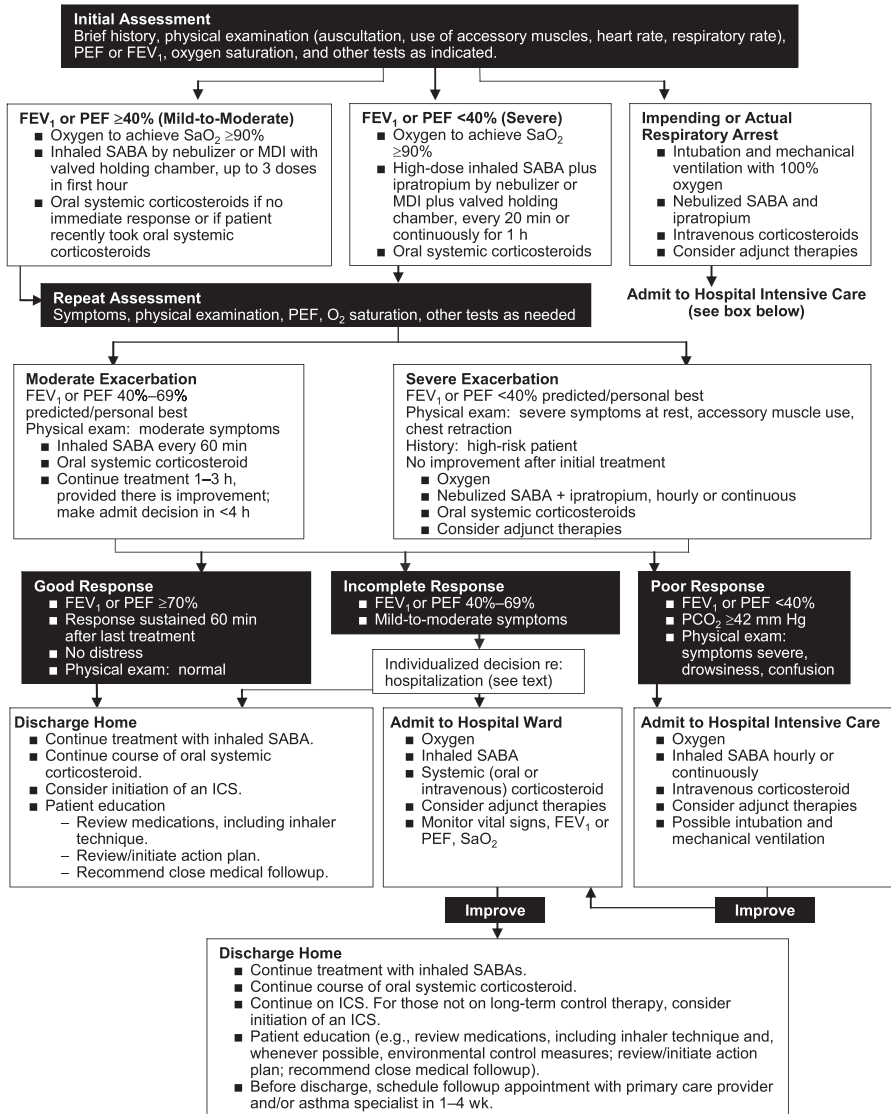 Initial Assessment
Brief history, physical examination (auscultation, use of accessory muscles, heart rate, respiratory rate),
PEF or FEV₁, oxygen saturation, and other tests as indicated.
FEV₁ or PEF ≥40% (Mild-to-Moderate)
■ Oxygen to achieve SaO₂ ≥90%
■ Inhaled SABA by nebulizer or MDI with
valved holding chamber, up to 3 doses
in first hour
■ Oral systemic corticosteroids if no
immediate response or if patient
recently took oral systemic
corticosteroids
FEV₁ or PEF <40% (Severe)
■ Oxygen to achieve SaO₂
≥90%
■ High-dose inhaled SABA plus
ipratropium by nebulizer or
MDI plus valved holding
chamber, every 20 min or
continuously for 1 h
■ Oral systemic corticosteroids
Impending or Actual
Respiratory Arrest
■ Intubation and mechanical
ventilation with 100%
oxygen
■ Nebulized SABA and
ipratropium
■ Intravenous corticosteroids
■ Consider adjunct therapies
Admit to Hospital Intensive Care
(see box below)
Repeat Assessment
Symptoms, physical examination, PEF, O₂ saturation, other tests as needed
Moderate Exacerbation
FEV₁ or PEF 40%–69%
predicted/personal best
Physical exam: moderate symptoms
■ Inhaled SABA every 60 min
■ Oral systemic corticosteroid
■ Continue treatment 1–3 h,
provided there is improvement;
make admit decision in <4 h
Severe Exacerbation
FEV₁ or PEF <40% predicted/personal best
Physical exam: severe symptoms at rest, accessory muscle use,
chest retraction
History: high-risk patient
No improvement after initial treatment
■ Oxygen
■ Nebulized SABA + ipratropium, hourly or continuous
■ Oral systemic corticosteroids
■ Consider adjunct therapies
Good Response
■ FEV₁ or PEF ≥70%
■ Response sustained 60 min
after last treatment
■ No distress
■ Physical exam: normal
Incomplete Response
■ FEV₁ or PEF 40%–69%
■ Mild-to-moderate symptoms
Poor Response
■ FEV₁ or PEF <40%
■ PCO₂ ≥42 mm Hg
■ Physical exam:
symptoms severe,
drowsiness, confusion
Individualized decision re:
hospitalization (see text)
Discharge Home
■ Continue treatment with inhaled SABA.
■ Continue course of oral systemic
corticosteroid.
■ Consider initiation of an ICS.
■ Patient education
– Review medications, including inhaler
technique.
– Review/initiate action plan.
– Recommend close medical followup.
Admit to Hospital Ward
■ Oxygen
■ Inhaled SABA
■ Systemic (oral or
intravenous) corticosteroid
■ Consider adjunct therapies
■ Monitor vital signs, FEV₁ or
PEF, SaO₂
Admit to Hospital Intensive Care
■ Oxygen
■ Inhaled SABA hourly or
continuously
■ Intravenous corticosteroid
■ Consider adjunct therapies
■ Possible intubation and
mechanical ventilation
Improve
Improve
Discharge Home
■ Continue treatment with inhaled SABAs.
■ Continue course of oral systemic corticosteroid.
■ Continue on ICS. For those not on long-term control therapy, consider
initiation of an ICS.
■ Patient education (e.g., review medications, including inhaler technique and,
whenever possible, environmental control measures; review/initiate action
plan; recommend close medical followup).
■ Before discharge, schedule followup appointment with primary care provider
and/or asthma specialist in 1–4 wk.